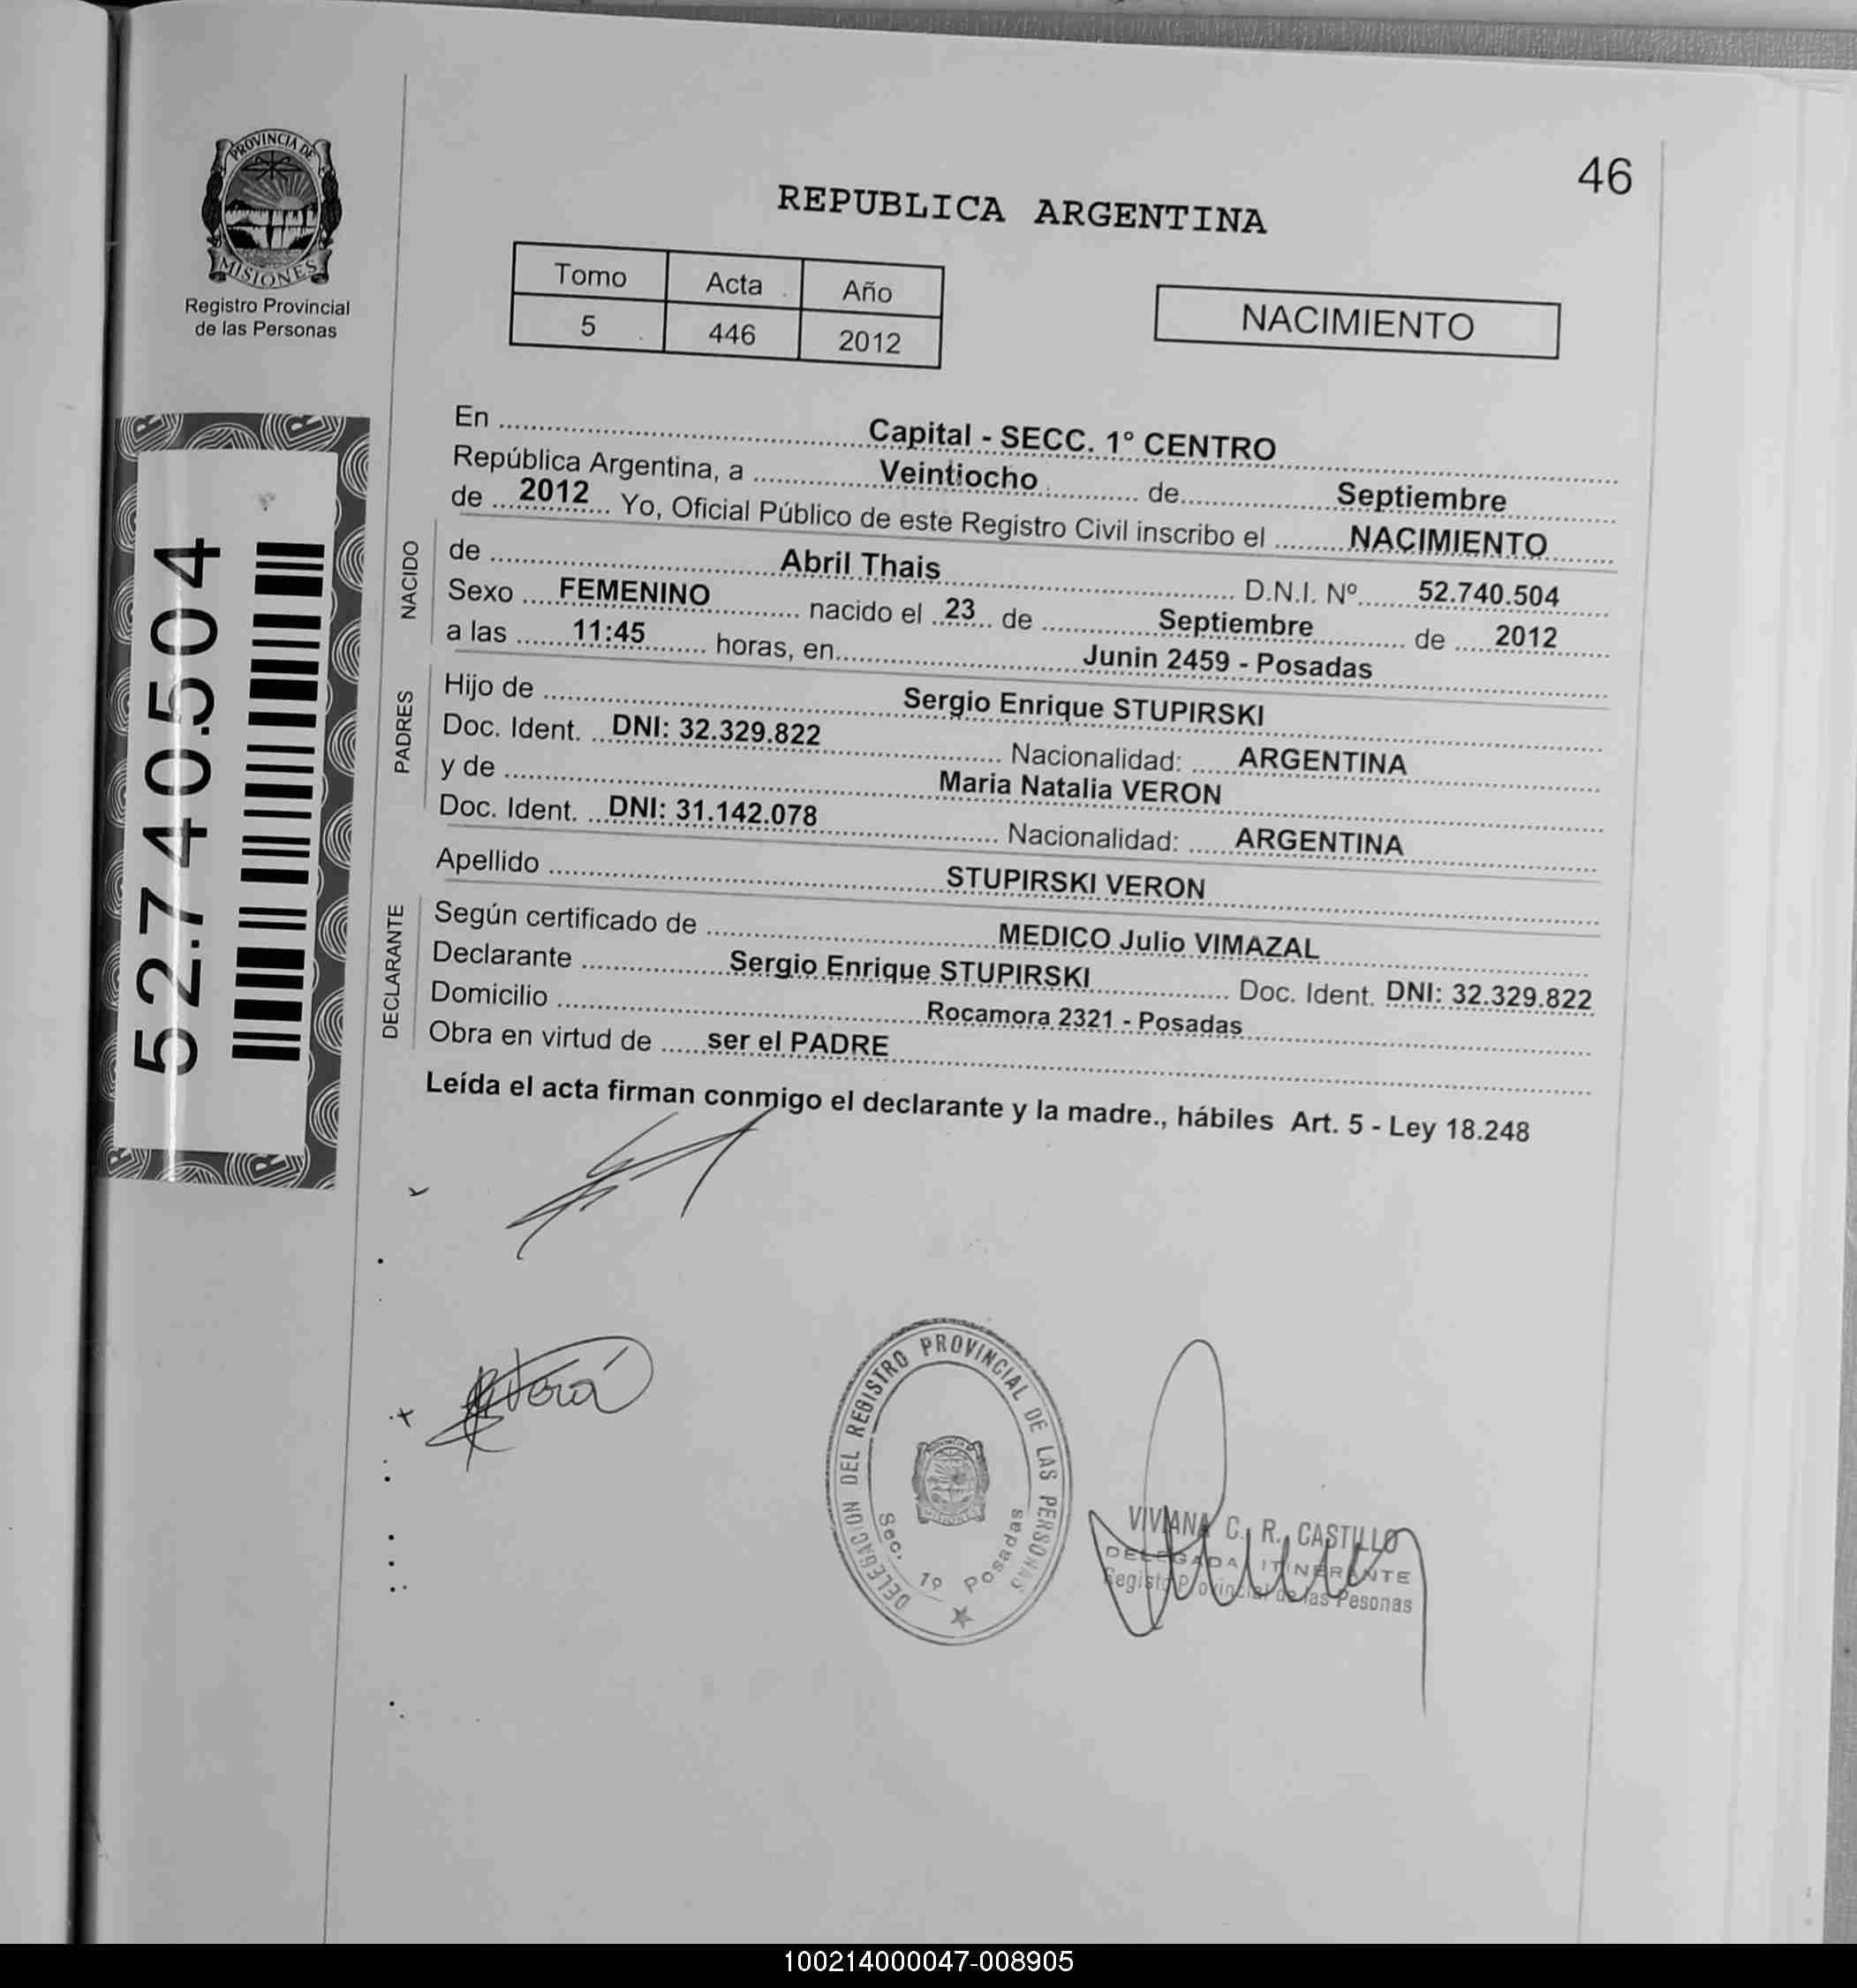 46
PROVINCIA DE
MISIONES
Registro Provincial
de las Personas
REPUBLICA ARGENTINA
Tomo Acta Año
5 446 2012
NACIMIENTO
52.740.504
En Capital - SECC. 1° CENTRO
República Argentina, a Veintiocho de Septiembre
de 2012 Yo, Oficial Público de este Registro Civil inscribo el NACIMIENTO
NACIDO
de Abril Thais D.N.I. Nº 52.740.504
Sexo FEMENINO nacido el 23 de Septiembre de 2012
a las 11:45 horas, en Junin 2459 - Posadas
PADRES
Hijo de Sergio Enrique STUPIRSKI
Doc. Ident. DNI: 32.329.822 Nacionalidad: ARGENTINA
y de Maria Natalia VERON
Doc. Ident. DNI: 31.142.078 Nacionalidad: ARGENTINA
Apellido STUPIRSKI VERON
DECLARANTE
Según certificado de MEDICO Julio VIMAZAL
Declarante Sergio Enrique STUPIRSKI Doc. Ident. DNI: 32.329.822
Domicilio Rocamora 2321 - Posadas
Obra en virtud de ser el PADRE
Leída el acta firman conmigo el declarante y la madre., hábiles Art. 5 - Ley 18.248
DELEGACION DEL REGISTRO PROVINCIAL DE LAS PERSONAS
Sec. 1º Posadas
VIVIANA C. R. CASTILLO
DELEGADA ITINERANTE
Registo Provincial de las Pesonas
100214000047-008905